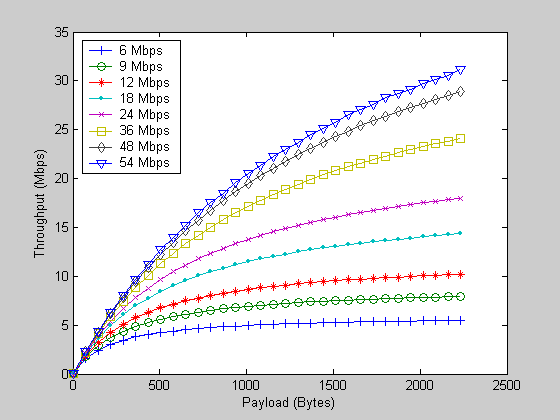 35
30
25
20
15
10
5
0
Throughput (Mbps)
6 Mbps
9 Mbps
12 Mbps
18 Mbps
24 Mbps
36 Mbps
48 Mbps
54 Mbps
0 500 1000 1500 2000 2500
Payload (Bytes)